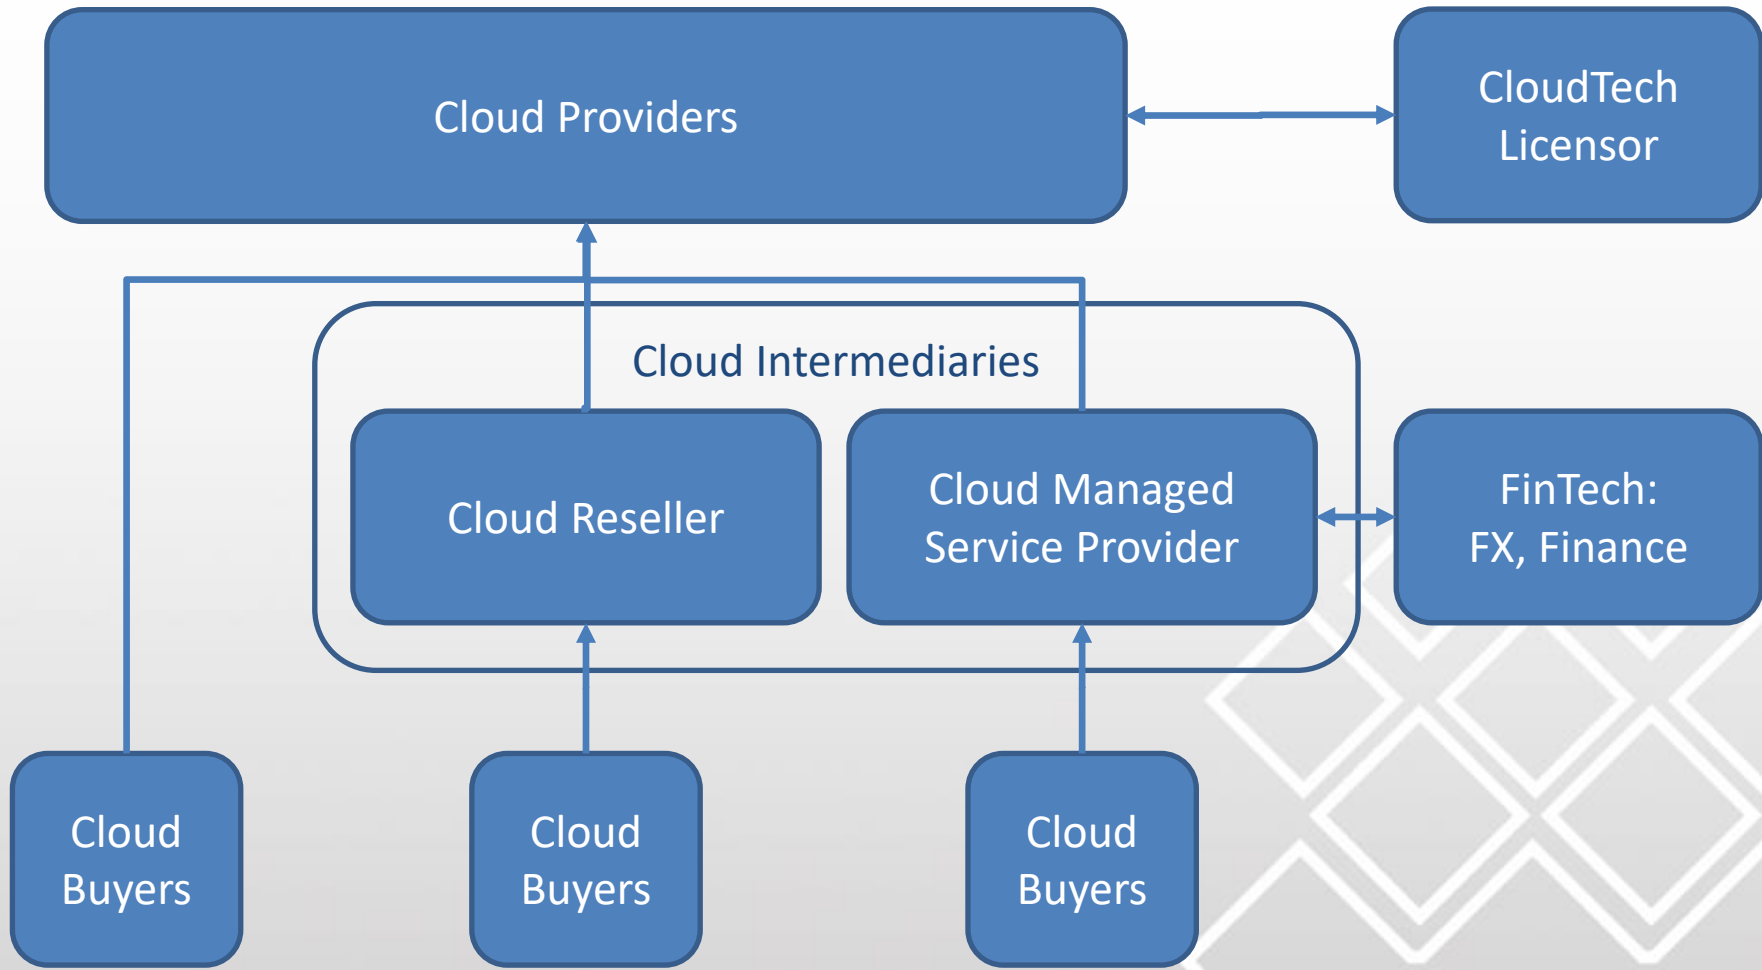 Cloud Providers
CloudTech
Licensor
Cloud Intermediaries
Cloud Reseller
Cloud Managed
Service Provider
FinTech:
FX, Finance
Cloud
Buyers
Cloud
Buyers
Cloud
Buyers